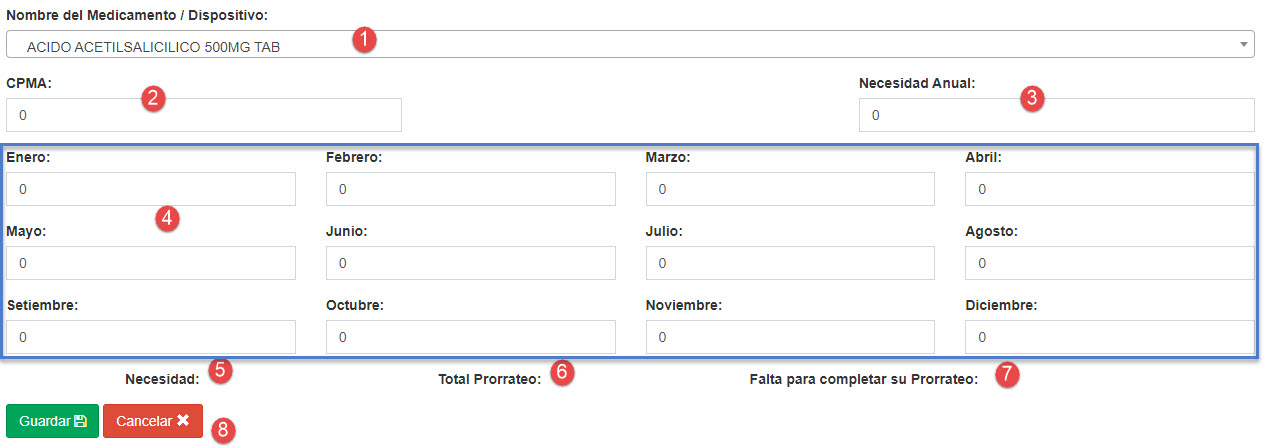 Nombre del Medicamento / Dispositivo:
1
ACIDO ACETILSALICILICO 500MG TAB
CPMA: Necesidad Anual:
2 3
0 0
Enero: Febrero: Marzo: Abril:
0 0 0 0
4
Mayo: Junio: Julio: Agosto:
0 0 0 0
Setiembre: Octubre: Noviembre: Diciembre:
0 0 0 0
Necesidad: 5 Total Prorrateo: 6 Falta para completar su Prorrateo: 7
Guardar Cancelar 8